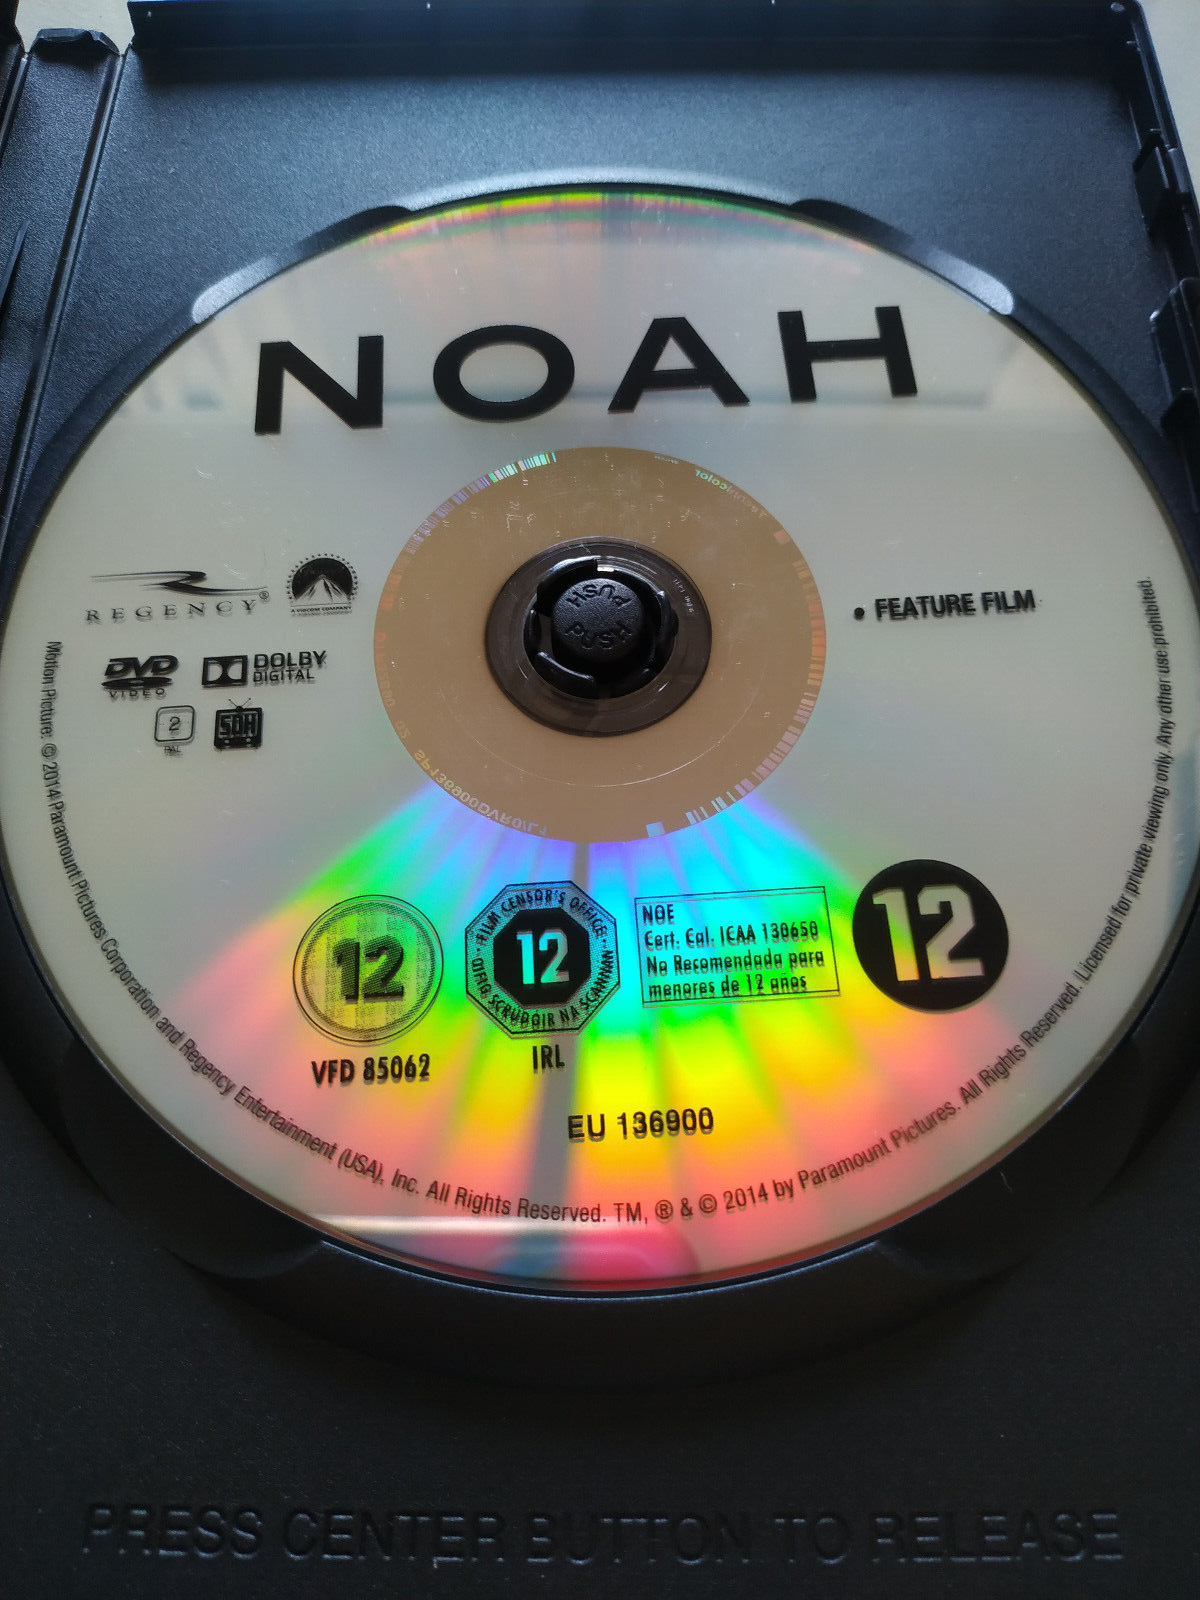 NOAH
Technicolor
REGENCY®
A VIACOM COMPANY
PUSH
PUSH
• FEATURE FILM
DVD
VIDEO
DOLBY
DIGITAL
2
PAL
SDH
12
VFD 85062
FILM CENSOR'S OFFICE
12
OIFIG SCRÚDÓIR NA SCANNÁN
IRL
NOE
Cert. Cal. ICAA 130650
No Recomendada para
menores de 12 años
12
EU 136900
Motion Picture: © 2014 Paramount Pictures Corporation and Regency Entertainment (USA), Inc. All Rights Reserved. TM, ® & © 2014 by Paramount Pictures. All Rights Reserved. Licensed for private viewing only. Any other use prohibited.
PRESS CENTER BUTTON TO RELEASE